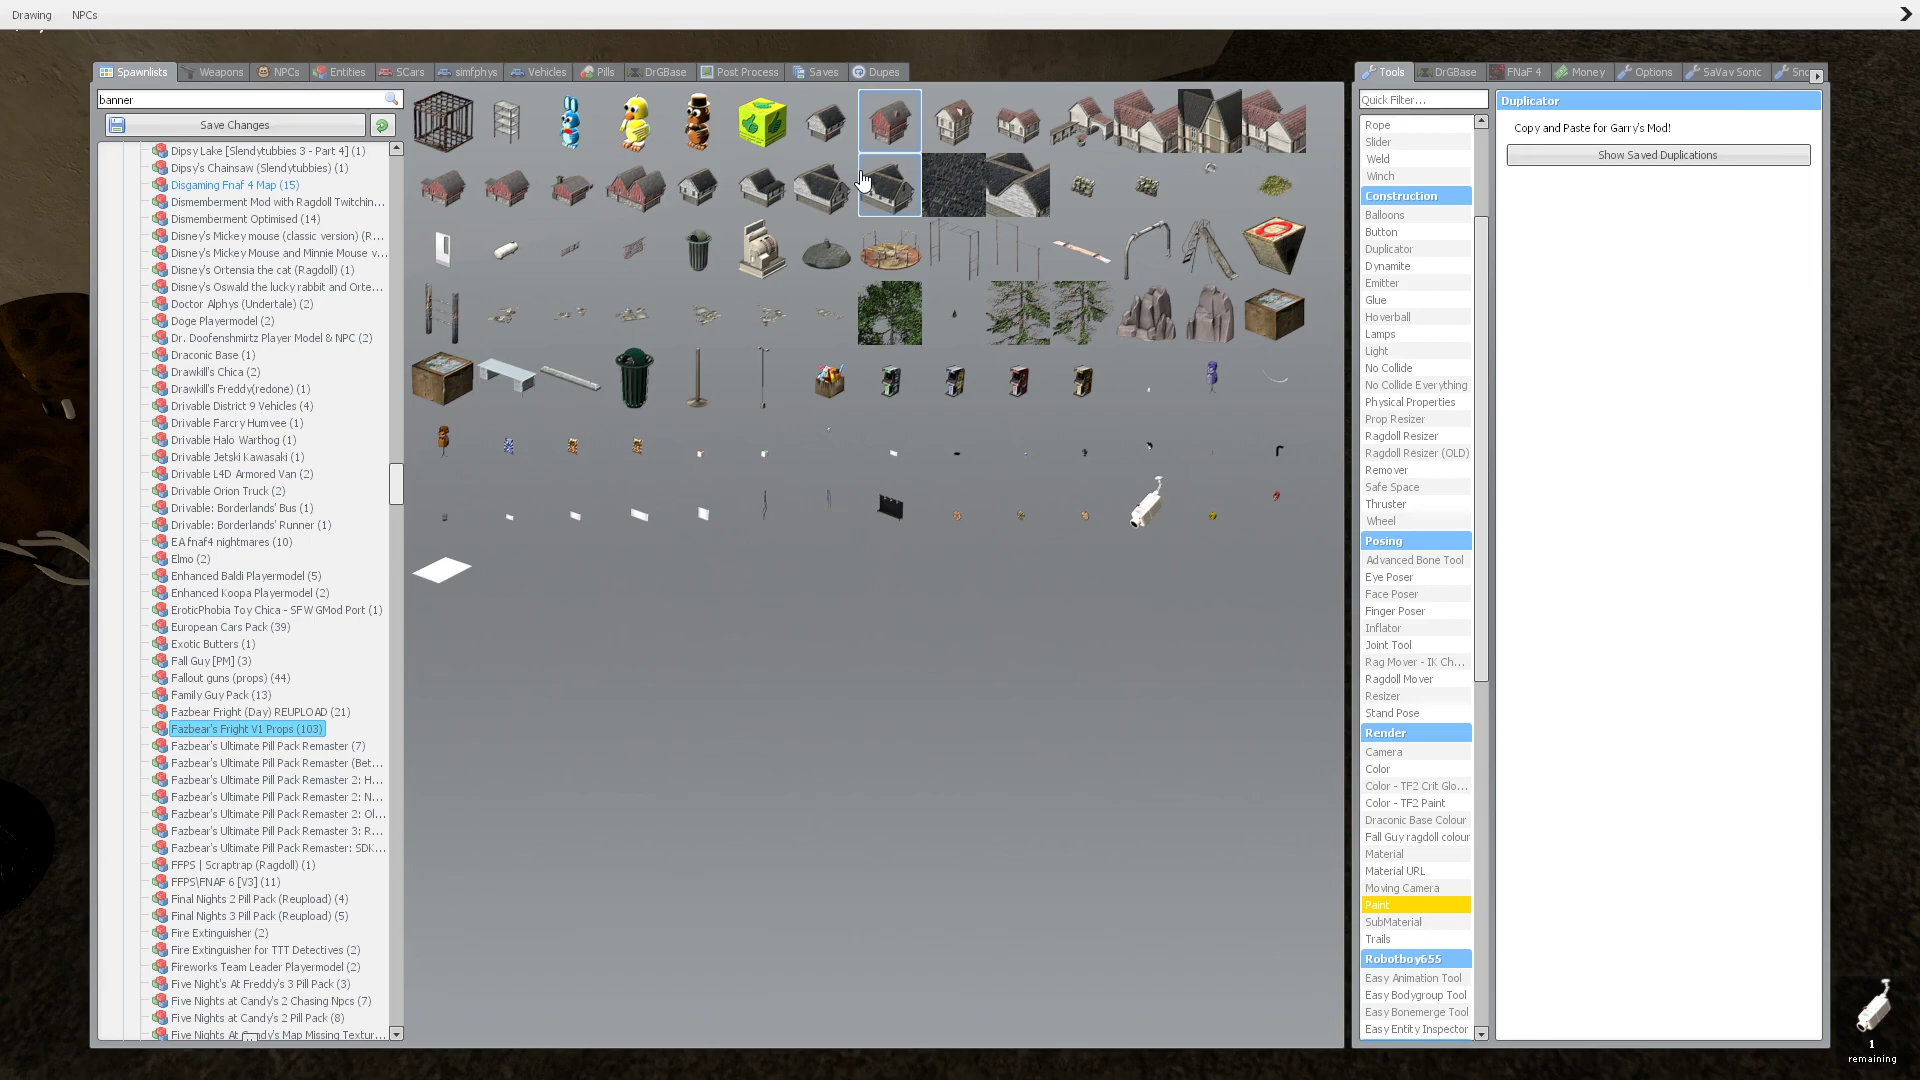 Drawing NPCs
Spawnlists Weapons NPCs Entities SCars simfphys Vehicles Pills DrGBase Post Process Saves Dupes
banner
Save Changes
Dipsy Lake [Slendytubbies 3 - Part 4] (1)
Dipsy's Chainsaw (Slendytubbies) (1)
Disgaming Fnaf 4 Map (15)
Dismemberment Mod with Ragdoll Twitchin...
Dismemberment Optimised (14)
Disney's Mickey mouse (classic version) (R...
Disney's Mickey Mouse and Minnie Mouse v...
Disney's Ortensia the cat (Ragdoll) (1)
Disney's Oswald the lucky rabbit and Orte...
Doctor Alphys (Undertale) (2)
Doge Playermodel (2)
Dr. Doofenshmirtz Player Model & NPC (2)
Draconic Base (1)
Drawkill's Chica (2)
Drawkill's Freddy(redone) (1)
Drivable District 9 Vehicles (4)
Drivable Farcry Humvee (1)
Drivable Halo Warthog (1)
Drivable Jetski Kawasaki (1)
Drivable L4D Armored Van (2)
Drivable Orion Truck (2)
Drivable: Borderlands' Bus (1)
Drivable: Borderlands' Runner (1)
EA fnaf4 nightmares (10)
Elmo (2)
Enhanced Baldi Playermodel (5)
Enhanced Koopa Playermodel (2)
EroticPhobia Toy Chica - SFW GMod Port (1)
European Cars Pack (39)
Exotic Butters (1)
Fall Guy [PM] (3)
Fallout guns (props) (44)
Family Guy Pack (13)
Fazbear Fright (Day) REUPLOAD (21)
Fazbear's Fright V1 Props (103)
Fazbear's Ultimate Pill Pack Remaster (7)
Fazbear's Ultimate Pill Pack Remaster (Bet...
Fazbear's Ultimate Pill Pack Remaster 2: H...
Fazbear's Ultimate Pill Pack Remaster 2: N...
Fazbear's Ultimate Pill Pack Remaster 2: Ol...
Fazbear's Ultimate Pill Pack Remaster 3: R...
Fazbear's Ultimate Pill Pack Remaster: SDK...
FFPS | Scraptrap (Ragdoll) (1)
FFPS\FNAF 6 [V3] (11)
Final Nights 2 Pill Pack (Reupload) (4)
Final Nights 3 Pill Pack (Reupload) (5)
Fire Extinguisher (2)
Fire Extinguisher for TTT Detectives (2)
Fireworks Team Leader Playermodel (2)
Five Night's At Freddy's 3 Pill Pack (3)
Five Nights at Candy's 2 Chasing Npcs (7)
Five Nights at Candy's 2 Pill Pack (8)
Five Nights At Candy's Map Missing Textur...
Tools DrGBase FNaF 4 Money Options SaVav Sonic Sno
Quick Filter...
Rope
Slider
Weld
Winch
Construction
Balloons
Button
Duplicator
Dynamite
Emitter
Glue
Hoverball
Lamps
Light
No Collide
No Collide Everything
Physical Properties
Prop Resizer
Ragdoll Resizer
Ragdoll Resizer (OLD)
Remover
Safe Space
Thruster
Wheel
Posing
Advanced Bone Tool
Eye Poser
Face Poser
Finger Poser
Inflator
Joint Tool
Rag Mover - IK Ch...
Ragdoll Mover
Resizer
Stand Pose
Render
Camera
Color
Color - TF2 Crit Glo...
Color - TF2 Paint
Draconic Base Colour
Fall Guy ragdoll colour
Material
Material URL
Moving Camera
Paint
SubMaterial
Trails
Robotboy655
Easy Animation Tool
Easy Bodygroup Tool
Easy Bonemerge Tool
Easy Entity Inspector
Duplicator
Copy and Paste for Garry's Mod!
Show Saved Duplications
1
remaining